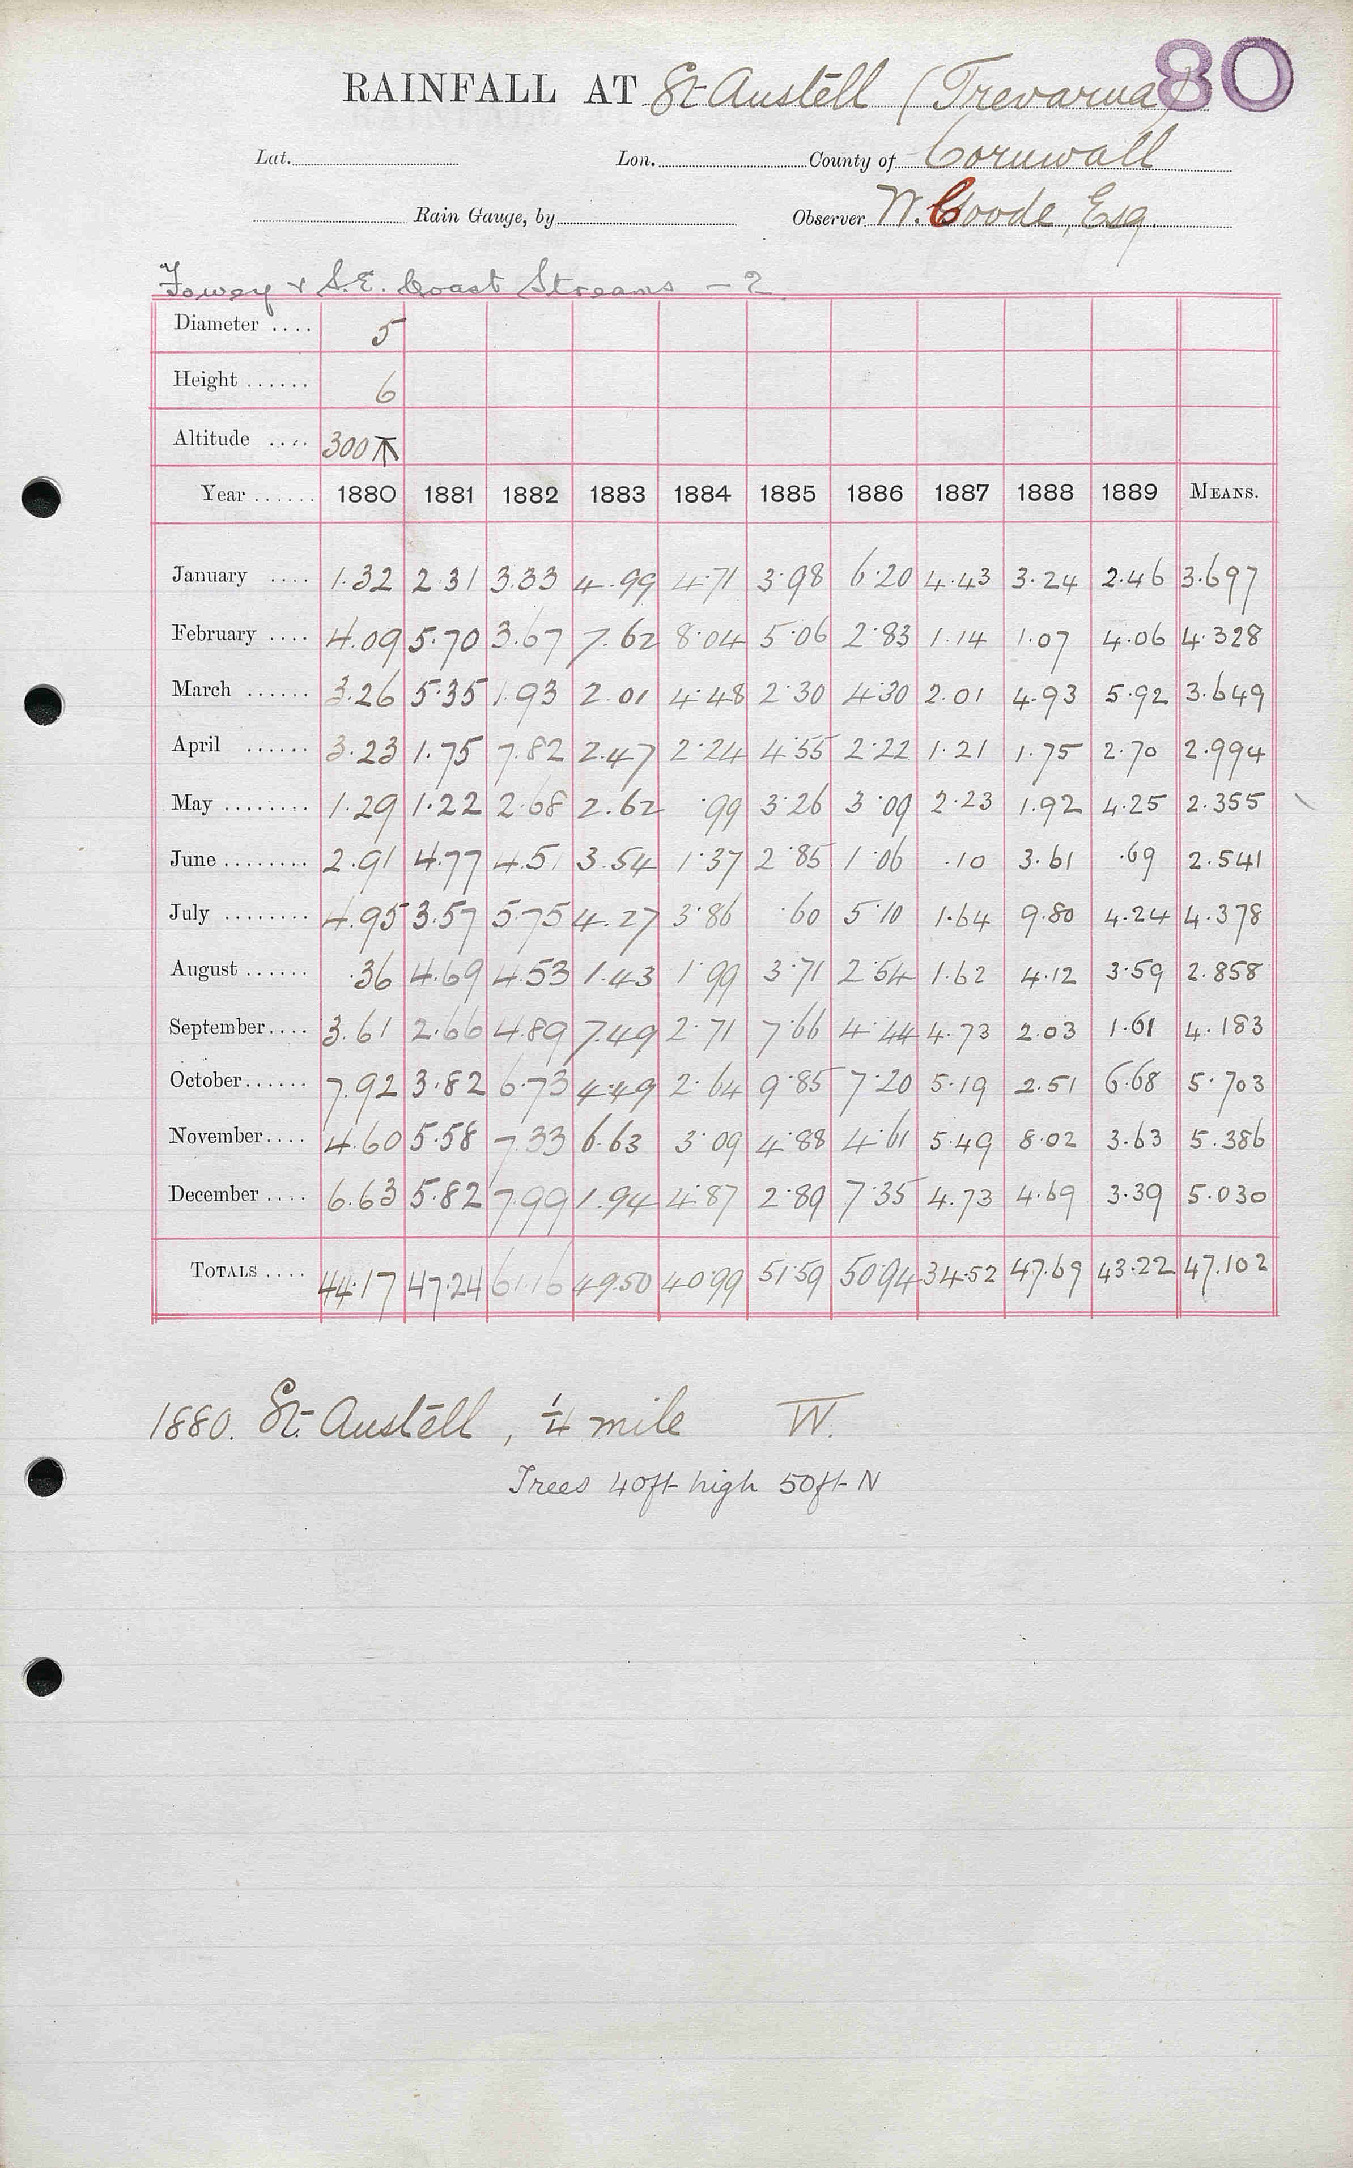 80
RAINFALL AT St Austell (Trevarna)
Lat. Lon. County of Cornwall
Rain Gauge, by Observer W. Coode, Esq
Fowey & S.E. Coast Streams - 2
Diameter .... 5
Height ...... 6
Altitude .... 300
Year ...... 1880 1881 1882 1883 1884 1885 1886 1887 1888 1889 MEANS.
January .... 1.32 2.31 3.33 4.99 4.71 3.98 6.20 4.43 3.24 2.46 3.697
February .... 4.09 5.70 3.67 7.62 8.04 5.06 2.83 1.14 1.07 4.06 4.328
March ...... 3.26 5.35 1.93 2.01 4.48 2.30 4.30 2.01 4.93 5.92 3.649
April ...... 3.23 1.75 7.82 2.47 2.24 4.55 2.22 1.21 1.75 2.70 2.994
May ........ 1.29 1.22 2.68 2.62 .99 3.26 3.09 2.23 1.92 4.25 2.355
June ........ 2.91 4.77 4.51 3.54 1.37 2.85 1.06 .10 3.61 .69 2.541
July ........ 4.95 3.57 5.75 4.27 3.86 .60 5.10 1.64 9.80 4.24 4.378
August ...... .36 4.69 4.53 1.43 1.99 3.71 2.54 1.62 4.12 3.59 2.858
September .... 3.61 2.66 4.89 7.49 2.71 7.66 4.44 4.73 2.03 1.61 4.183
October ...... 7.92 3.82 6.73 4.49 2.64 9.85 7.20 5.19 2.51 6.68 5.703
November .... 4.60 5.58 7.33 6.63 3.09 4.88 4.61 5.49 8.02 3.63 5.386
December .... 6.63 5.82 7.99 1.94 4.87 2.89 7.35 4.73 4.69 3.39 5.030
TOTALS .... 44.17 47.24 61.16 49.50 40.99 51.59 50.94 34.52 47.69 43.22 47.102
1880. St. Austell, 1/4 mile W.
Trees 40ft high 50ft N